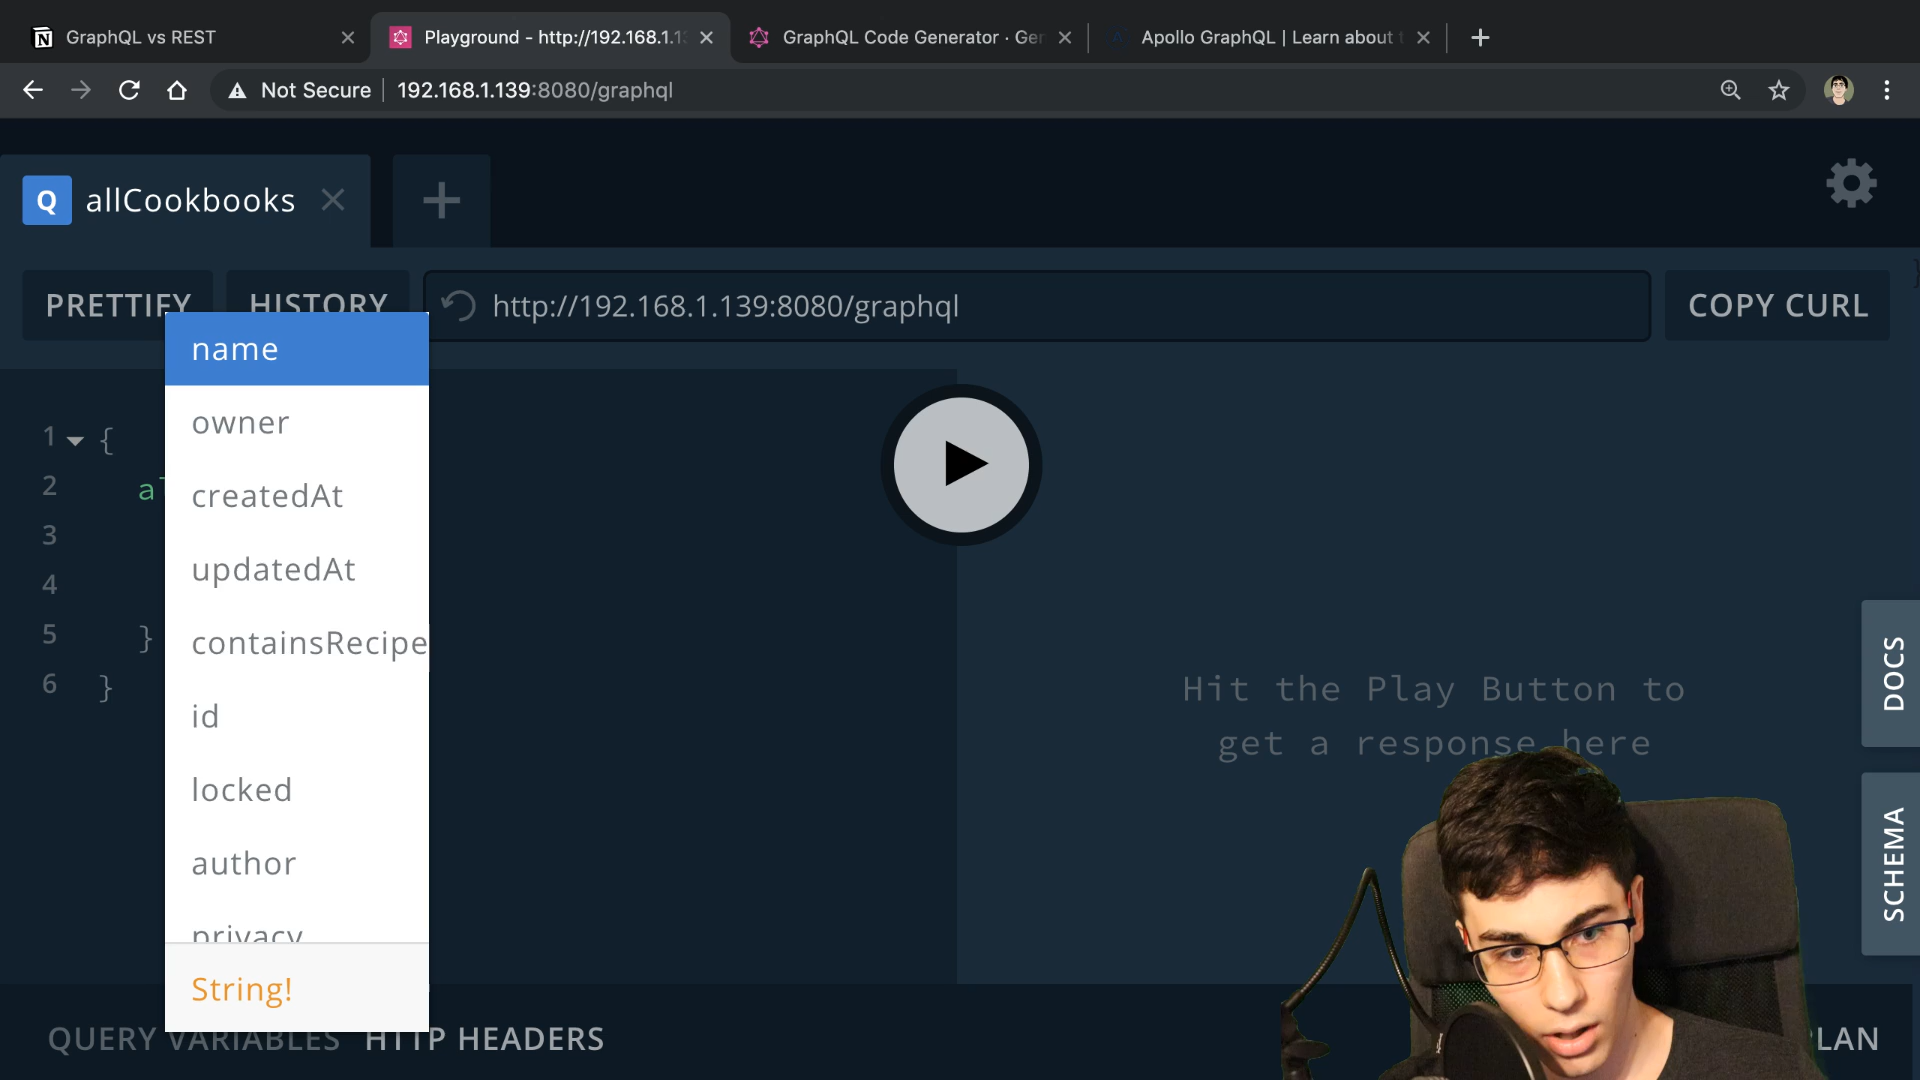 GraphQL vs REST
Playground - http://192.168.1.1
GraphQL Code Generator · Ger
Apollo GraphQL | Learn about
Not Secure
192.168.1.139:8080/graphql
Q allCookbooks
PRETTIFY
HISTORY
http://192.168.1.139:8080/graphql
COPY CURL
1 {
2 al
3
4
5 }
6 }
name
owner
createdAt
updatedAt
containsRecipe
id
locked
author
privacy
String!
Hit the Play Button to
get a response here
DOCS
SCHEMA
QUERY VARIABLES
HTTP HEADERS
PLAN